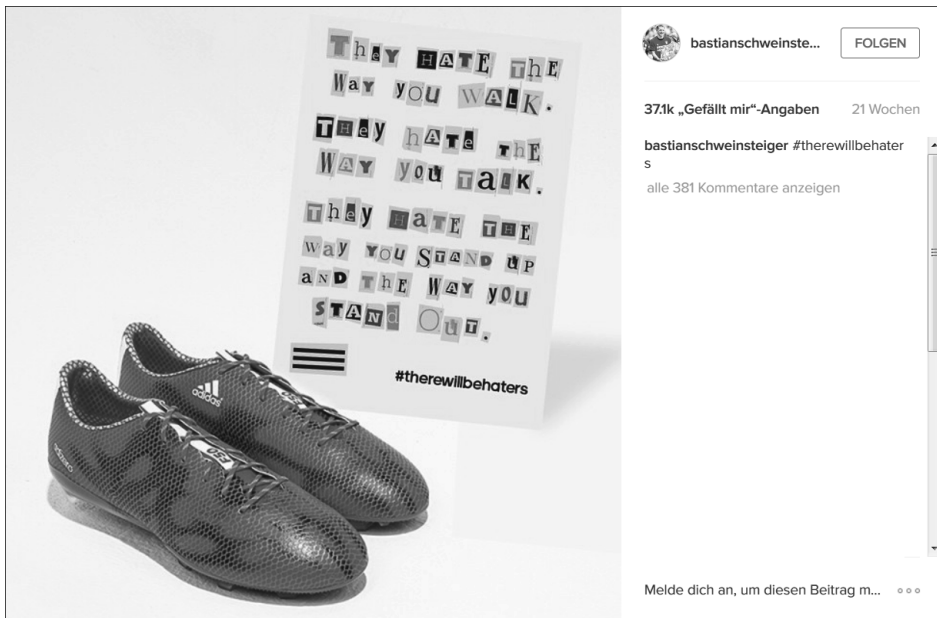 They HATE THE
Way you WALK.
They hATe THE
WAY you TaLK.
They HaTE THE
way YOU STAND UP
aND THE WAY you
STANd OuT.
#therewillbehaters
adidas
F50
F50
bastianschweinste...
FOLGEN
37.1k „Gefällt mir“-Angaben
21 Wochen
bastianschweinsteiger #therewillbehater
s
alle 381 Kommentare anzeigen
Melde dich an, um diesen Beitrag m...